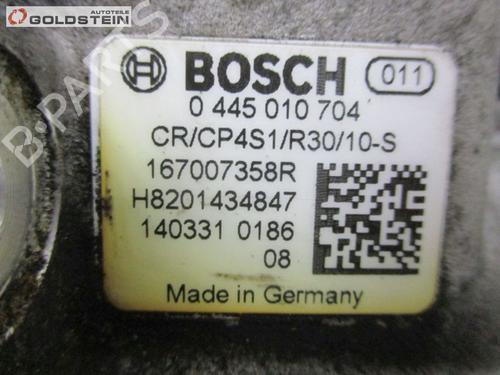 AUTOTEILE
GOLDSTEIN
B-PARTS
BOSCH 011
0 445 010 704
CR/CP4S1/R30/10-S
167007358R
H8201434847
140331 0186
08
Made in Germany